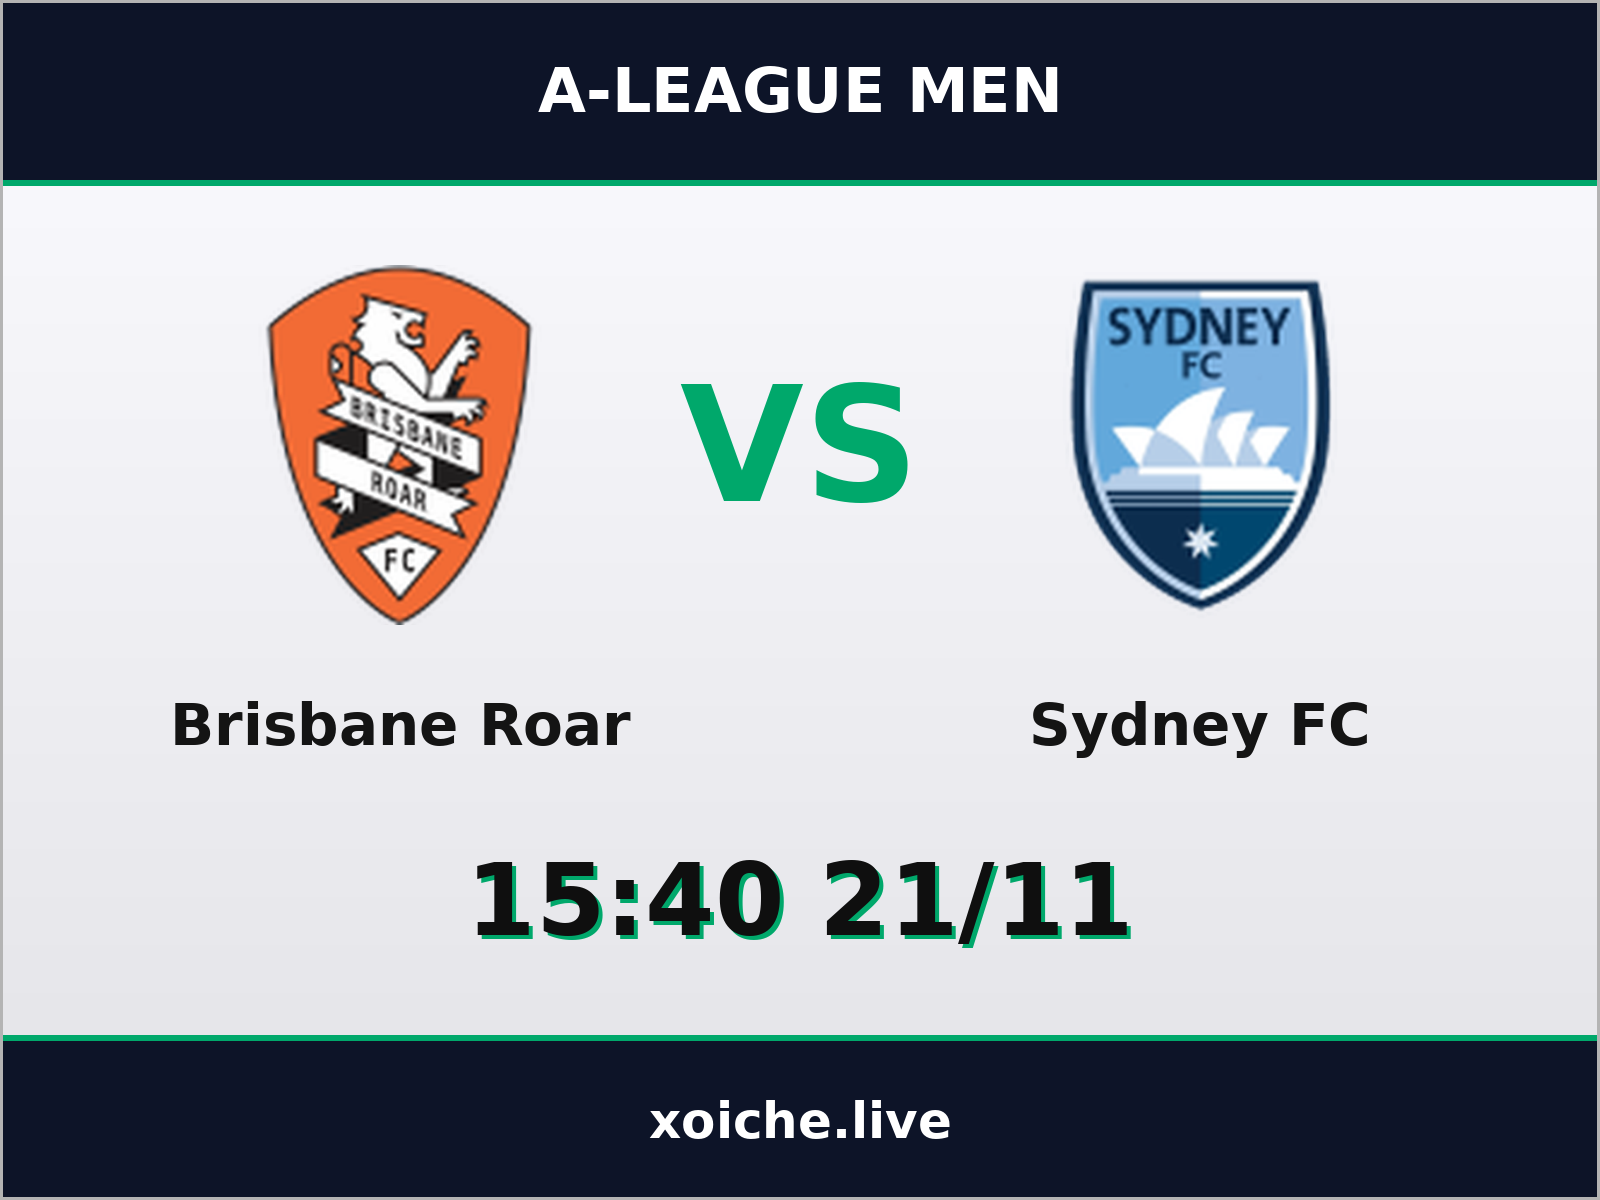 A-LEAGUE MEN
BRISBANE
ROAR
FC
VS
SYDNEY
FC
Brisbane Roar
Sydney FC
15:40 21/11
xoiche.live